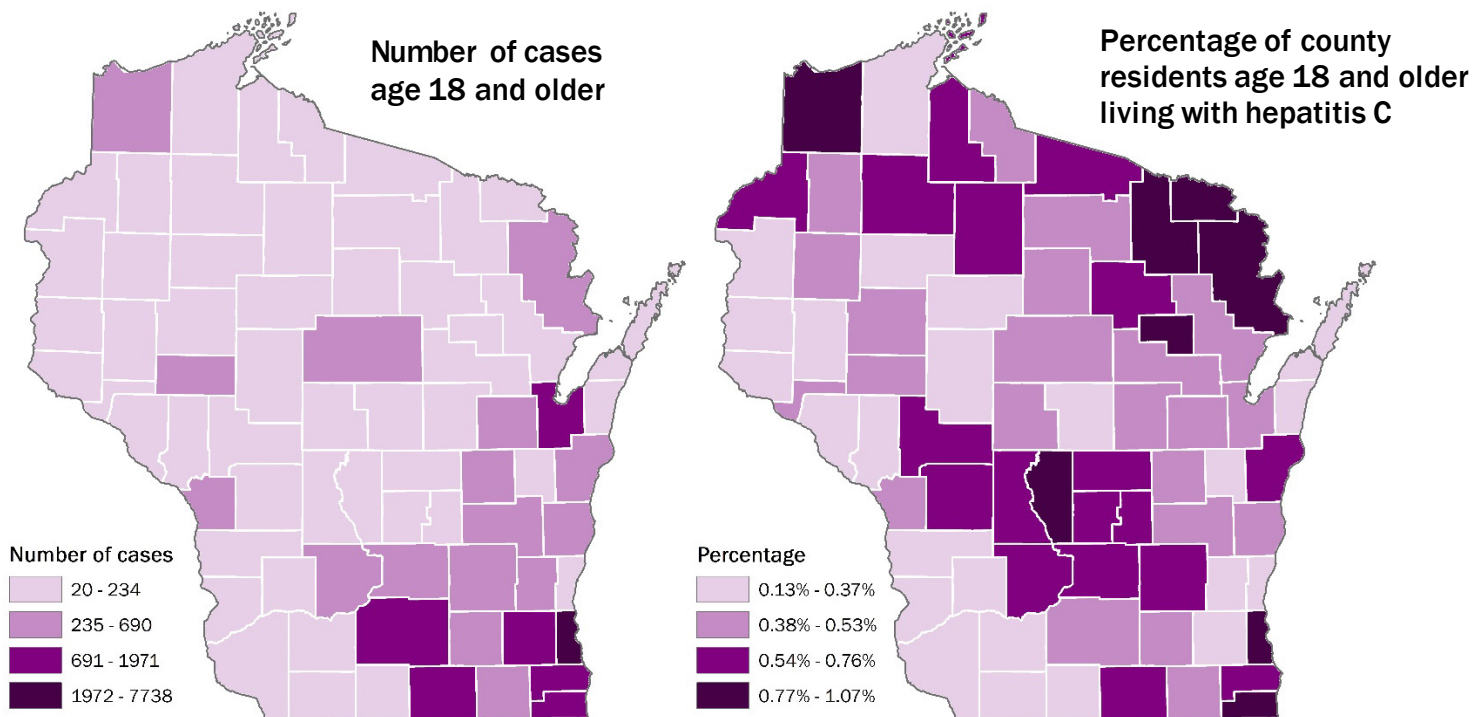 Number of cases
age 18 and older
Number of cases
20 - 234
235 - 690
691 - 1971
1972 - 7738
Percentage of county
residents age 18 and older
living with hepatitis C
Percentage
0.13% - 0.37%
0.38% - 0.53%
0.54% - 0.76%
0.77% - 1.07%